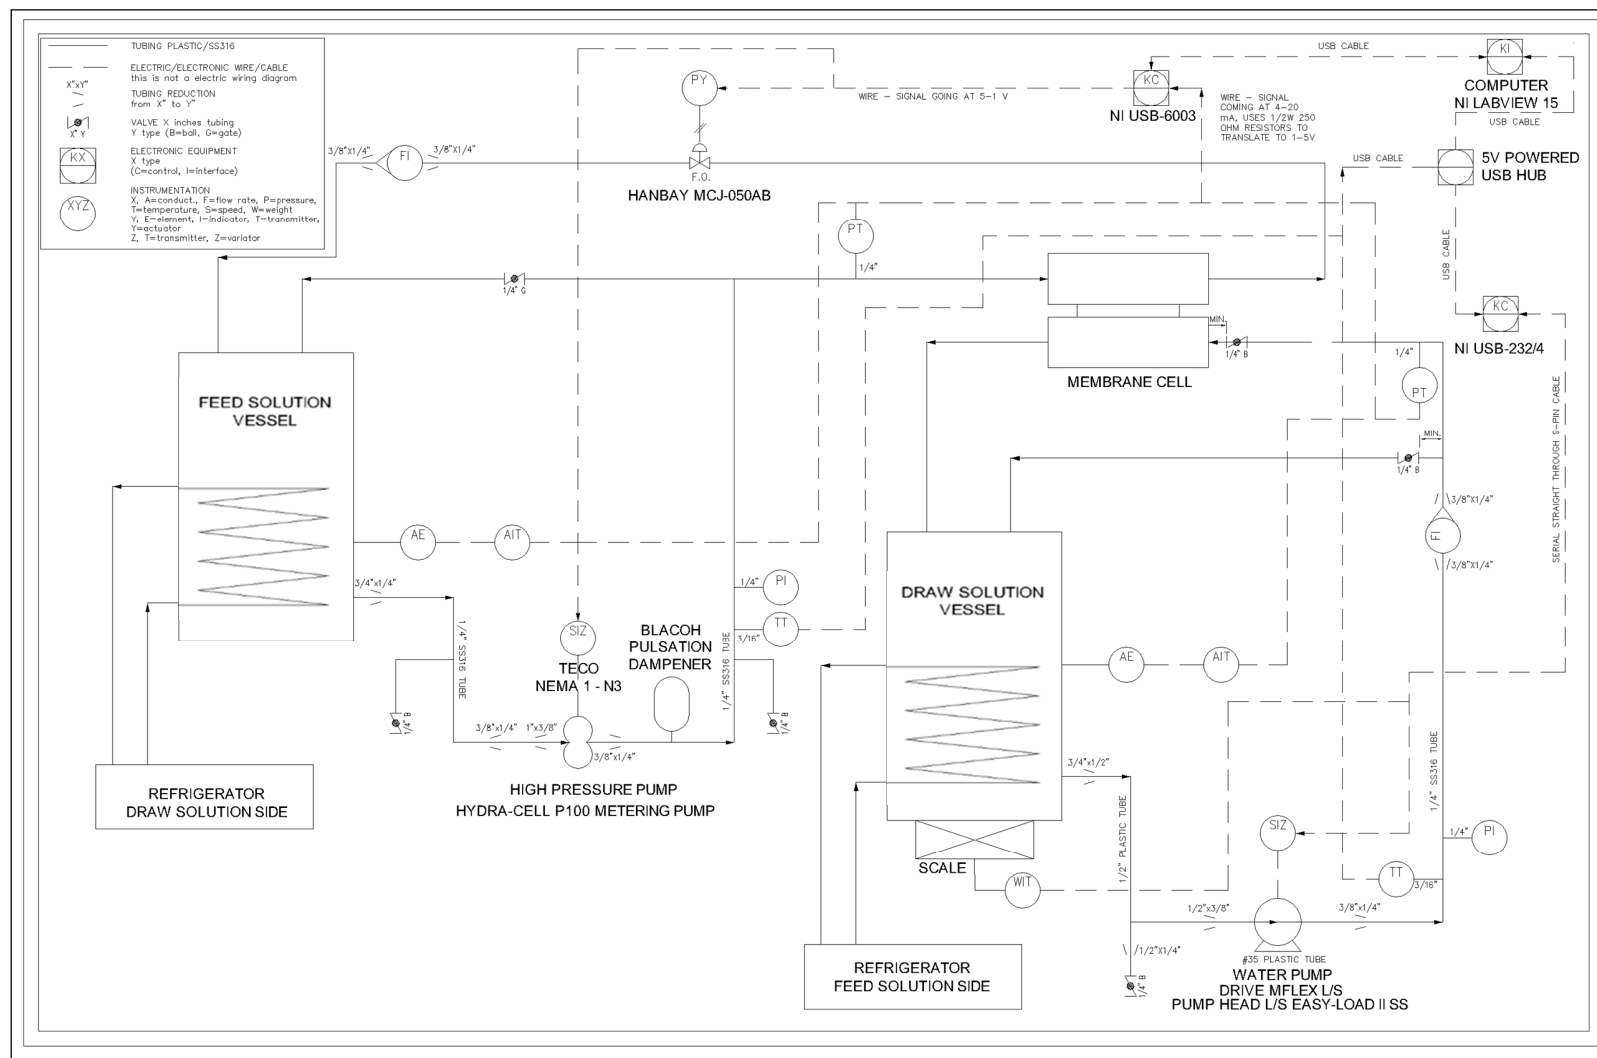 TUBING PLASTIC/SS316
ELECTRIC/ELECTRONIC WIRE/CABLE
this is not a electric wiring diagram
X"xY"
TUBING REDUCTION
from X" to Y"
X" Y
VALVE X inches tubing
Y type (B=ball, G=gate)
KX
ELECTRONIC EQUIPMENT
X type
(C=control, I=interface)
XYZ
INSTRUMENTATION
X, A=conduct., F=flow rate, P=pressure,
T=temperature, S=speed, W=weight
Y, E-element, I-indicator, T-transmitter,
Y=actuator
Z, T=transmitter, Z=variator
3/8"X1/4"
FI
3/8"X1/4"
PY
F.O.
HANBAY MCJ-050AB
WIRE - SIGNAL GOING AT 5-1 V
KC
NI USB-6003
USB CABLE
KI
COMPUTER
NI LABVIEW 15
USB CABLE
WIRE - SIGNAL
COMING AT 4-20
mA, USES 1/2W 250
OHM RESISTORS TO
TRANSLATE TO 1-5V
USB CABLE
5V POWERED
USB HUB
USB CABLE
KC
NI USB-232/4
PT
1/4"
1/4" G
MIN.
1/4" B
MEMBRANE CELL
1/4"
PT
MIN.
1/4" B
SERIAL STRAIGHT THROUGH 9-PIN CABLE
3/8"X1/4"
FI
3/8"X1/4"
FEED SOLUTION
VESSEL
AE
AIT
3/4"x1/4"
1/4" SS316 TUBE
1/4" B
SIZ
TECO
NEMA 1 - N3
BLACOH
PULSATION
DAMPENER
1/4"
PI
TT
3/16"
1/4" SS316 TUBE
1/4" B
3/8"x1/4"
1"x3/8"
3/8"x1/4"
HIGH PRESSURE PUMP
HYDRA-CELL P100 METERING PUMP
REFRIGERATOR
DRAW SOLUTION SIDE
DRAW SOLUTION
VESSEL
AE
AIT
3/4"x1/2"
1/2" PLASTIC TUBE
SCALE
WIT
SIZ
1/4" SS316 TUBE
1/4"
PI
TT
3/16"
1/2"x3/8"
3/8"x1/4"
1/2"X1/4"
1/4" B
#35 PLASTIC TUBE
WATER PUMP
DRIVE MFLEX L/S
PUMP HEAD L/S EASY-LOAD II SS
REFRIGERATOR
FEED SOLUTION SIDE